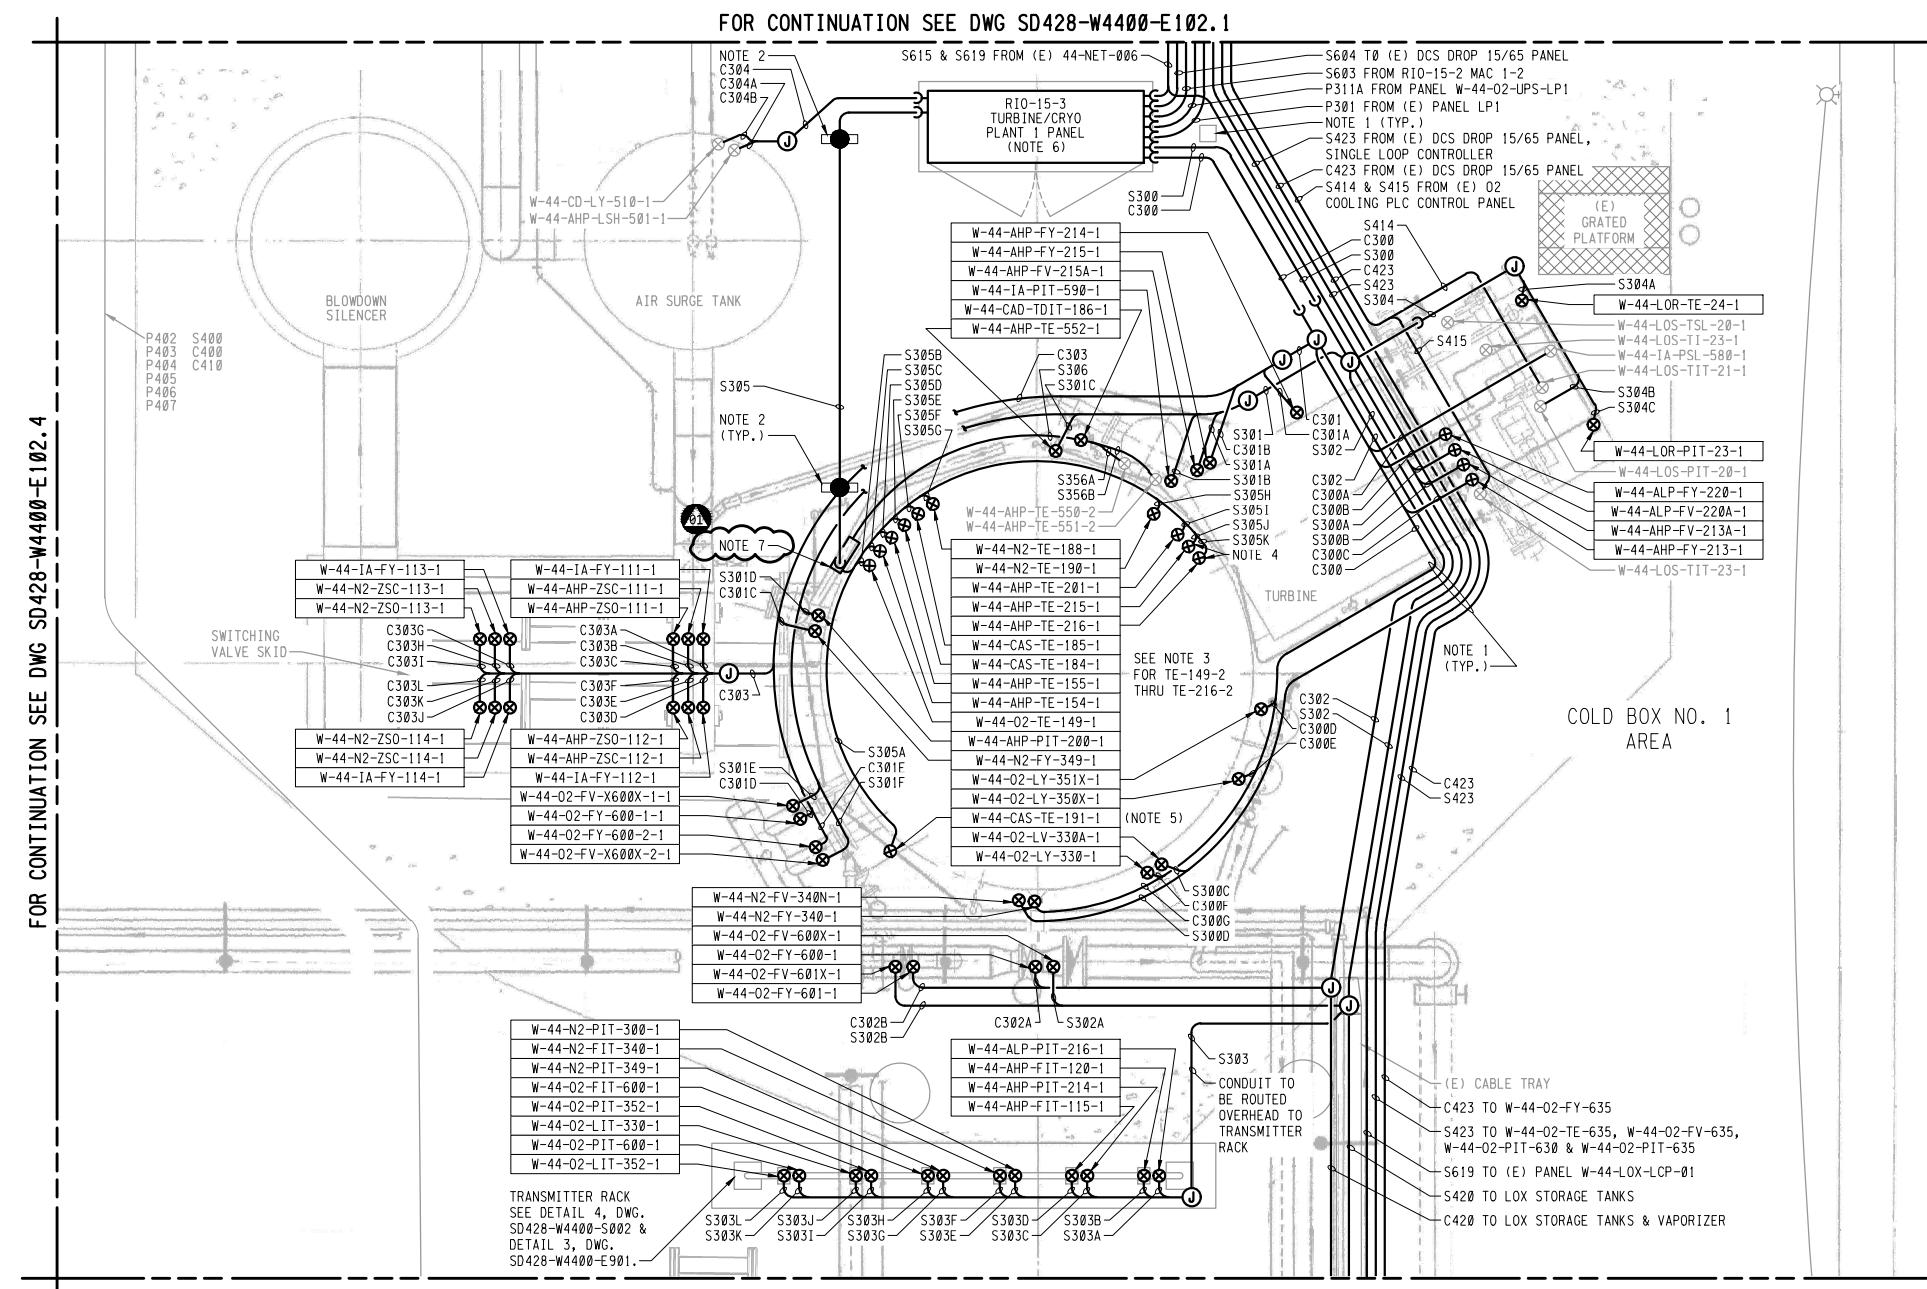 FOR CONTINUATION SEE DWG SD428-W4400-E102.1
FOR CONTINUATION SEE DWG SD428-W4400-E102.4
NOTE 2
C304
C304A
C304B
S615 & S619 FROM (E) 44-NET-006
RIO-15-3
TURBINE/CRYO
PLANT 1 PANEL
(NOTE 6)
S604 TO (E) DCS DROP 15/65 PANEL
S603 FROM RIO-15-2 MAC 1-2
P311A FROM PANEL W-44-O2-UPS-LP1
P301 FROM (E) PANEL LP1
NOTE 1 (TYP.)
S423 FROM (E) DCS DROP 15/65 PANEL,
SINGLE LOOP CONTROLLER
C423 FROM (E) DCS DROP 15/65 PANEL
S414 & S415 FROM (E) O2
COOLING PLC CONTROL PANEL
(E)
GRATED
PLATFORM
W-44-CD-LY-510-1
W-44-AHP-LSH-501-1
S300
C300
BLOWDOWN
SILENCER
AIR SURGE TANK
P402 S400
P403 C400
P404 C410
P405
P406
P407
W-44-AHP-FY-214-1
W-44-AHP-FY-215-1
W-44-AHP-FV-215A-1
W-44-IA-PIT-590-1
W-44-CAD-TDIT-186-1
W-44-AHP-TE-552-1
S414
C300
S300
C423
S423
S304
S415
S304A
W-44-LOR-TE-24-1
W-44-LOS-TSL-20-1
W-44-LOS-TI-23-1
W-44-IA-PSL-580-1
W-44-LOS-TIT-21-1
S304B
S304C
W-44-LOR-PIT-23-1
W-44-LOS-PIT-20-1
W-44-ALP-FY-220-1
W-44-ALP-FV-220A-1
W-44-AHP-FV-213A-1
W-44-AHP-FY-213-1
W-44-LOS-TIT-23-1
S305
NOTE 2
(TYP.)
S305B
S305C
S305D
S305E
S305F
S305G
C303
S306
S301C
S301
C301B
S301A
S301B
S305H
S305I
S305J
S305K
NOTE 4
C301
C301A
S302
C302
C300A
C300B
S300A
S300B
C300C
C300
S356A
S356B
W-44-AHP-TE-550-2
W-44-AHP-TE-551-2
01
NOTE 7
S301D
C301C
W-44-IA-FY-113-1
W-44-N2-ZSC-113-1
W-44-N2-ZSO-113-1
W-44-IA-FY-111-1
W-44-AHP-ZSC-111-1
W-44-AHP-ZSO-111-1
C303G
C303H
C303I
C303L
C303K
C303J
C303A
C303B
C303C
C303F
C303E
C303D
J
C303
SWITCHING
VALVE SKID
W-44-N2-ZSO-114-1
W-44-N2-ZSC-114-1
W-44-IA-FY-114-1
W-44-AHP-ZSO-112-1
W-44-AHP-ZSC-112-1
W-44-IA-FY-112-1
W-44-O2-FV-X600X-1-1
W-44-O2-FY-600-1-1
W-44-O2-FY-600-2-1
W-44-O2-FV-X600X-2-1
S301E
C301D
S305A
C301E
S301F
W-44-N2-TE-188-1
W-44-N2-TE-190-1
W-44-AHP-TE-201-1
W-44-AHP-TE-215-1
W-44-AHP-TE-216-1
W-44-CAS-TE-185-1
W-44-CAS-TE-184-1
W-44-AHP-TE-155-1
W-44-AHP-TE-154-1
W-44-O2-TE-149-1
W-44-AHP-PIT-200-1
W-44-N2-FY-349-1
W-44-O2-LY-351X-1
W-44-O2-LY-350X-1
W-44-CAS-TE-191-1 (NOTE 5)
W-44-O2-LV-330A-1
W-44-O2-LY-330-1
SEE NOTE 3
FOR TE-149-2
THRU TE-216-2
TURBINE
NOTE 1
(TYP.)
C302
S302
C300D
C300E
C423
S423
COLD BOX NO. 1
AREA
S300C
C300F
C300G
S300D
W-44-N2-FV-340N-1
W-44-N2-FY-340-1
W-44-O2-FV-600X-1
W-44-O2-FY-600-1
W-44-O2-FV-601X-1
W-44-O2-FY-601-1
C302B
S302B
C302A
S302A
W-44-N2-PIT-300-1
W-44-N2-FIT-340-1
W-44-N2-PIT-349-1
W-44-O2-FIT-600-1
W-44-O2-PIT-352-1
W-44-O2-LIT-330-1
W-44-O2-PIT-600-1
W-44-O2-LIT-352-1
W-44-ALP-PIT-216-1
W-44-AHP-FIT-120-1
W-44-AHP-PIT-214-1
W-44-AHP-FIT-115-1
S303
CONDUIT TO
BE ROUTED
OVERHEAD TO
TRANSMITTER
RACK
(E) CABLE TRAY
C423 TO W-44-O2-FY-635
S423 TO W-44-O2-TE-635, W-44-O2-FV-635,
W-44-O2-PIT-630 & W-44-O2-PIT-635
S619 TO (E) PANEL W-44-LOX-LCP-01
S420 TO LOX STORAGE TANKS
C420 TO LOX STORAGE TANKS & VAPORIZER
TRANSMITTER RACK
SEE DETAIL 4, DWG.
SD428-W4400-S002 &
DETAIL 3, DWG.
SD428-W4400-E901.
S303L
S303K
S303J
S303I
S303H
S303G
S303F
S303E
S303D
S303C
S303B
S303A
J
J
J
J
J
J
J
J
J
J